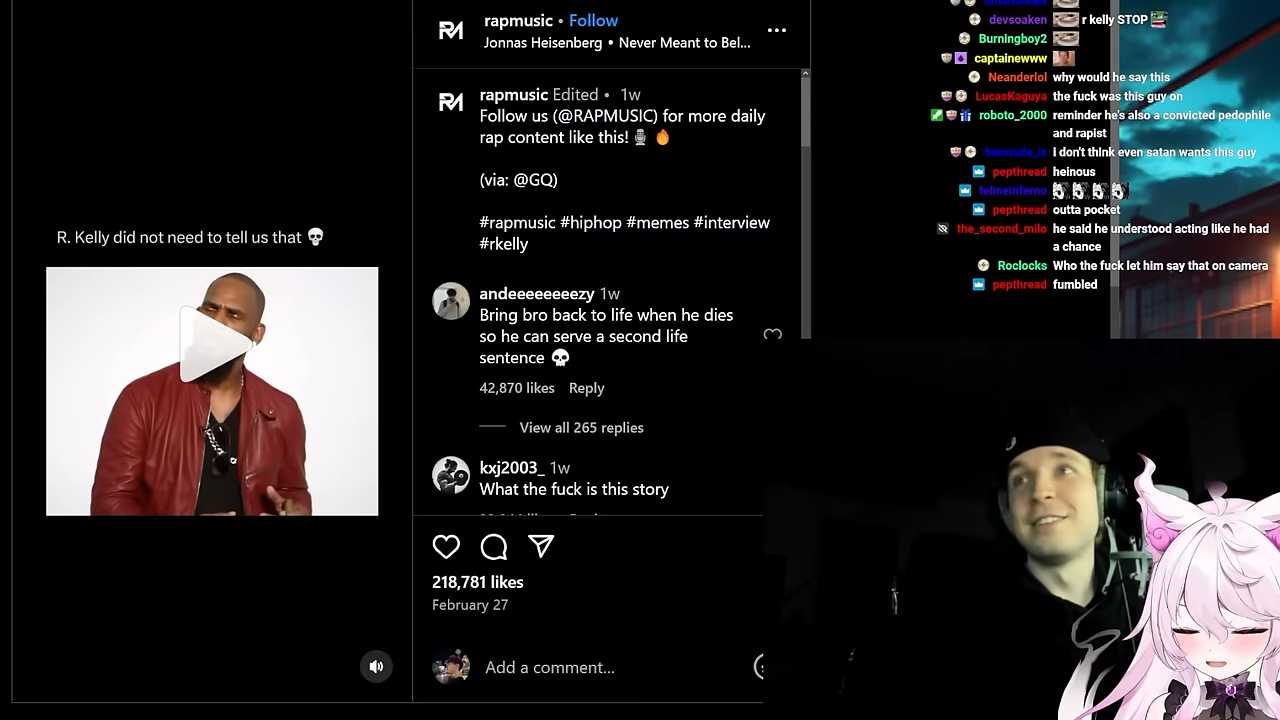 R. Kelly did not need to tell us that 💀
RM
rapmusic • Follow
Jonnas Heisenberg • Never Meant to Bel...
RM
rapmusic Edited • 1w
Follow us (@RAPMUSIC) for more daily
rap content like this! 🎙️ 🔥
(via: @GQ)
#rapmusic #hiphop #memes #interview
#rkelly
andeeeeeeeezy 1w
Bring bro back to life when he dies
so he can serve a second life
sentence 💀
42,870 likes Reply
View all 265 replies
kxj2003_ 1w
What the fuck is this story
218,781 likes
February 27
Add a comment...
devsoaken r kelly STOP
Burningboy2
captainewww
Neanderlol why would he say this
LucasKaguya the fuck was this guy on
roboto_2000 reminder he's also a convicted pedophile
and rapist
i don't think even satan wants this guy
pepthread heinous
felineinferno
pepthread outta pocket
the_second_milo he said he understood acting like he had
a chance
Roclocks Who the fuck let him say that on camera
pepthread fumbled